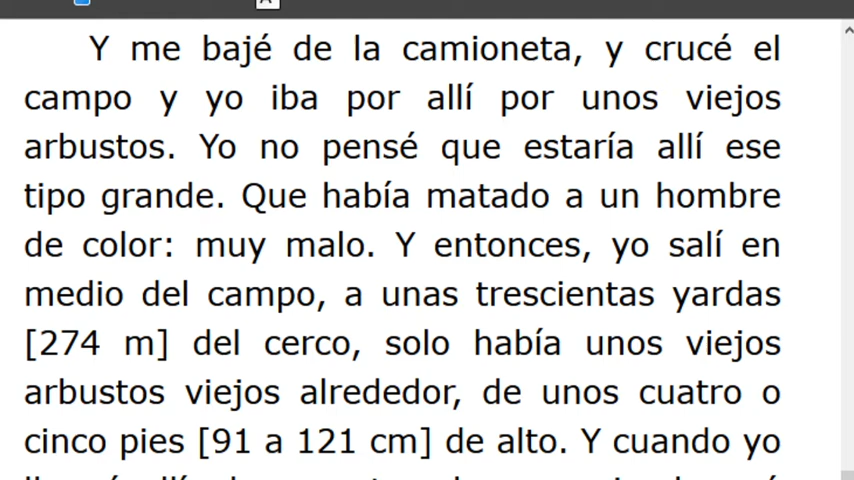 Y me bajé de la camioneta, y crucé el
campo y yo iba por allí por unos viejos
arbustos. Yo no pensé que estaría allí ese
tipo grande. Que había matado a un hombre
de color: muy malo. Y entonces, yo salí en
medio del campo, a unas trescientas yardas
[274 m] del cerco, solo había unos viejos
arbustos viejos alrededor, de unos cuatro o
cinco pies [91 a 121 cm] de alto. Y cuando yo